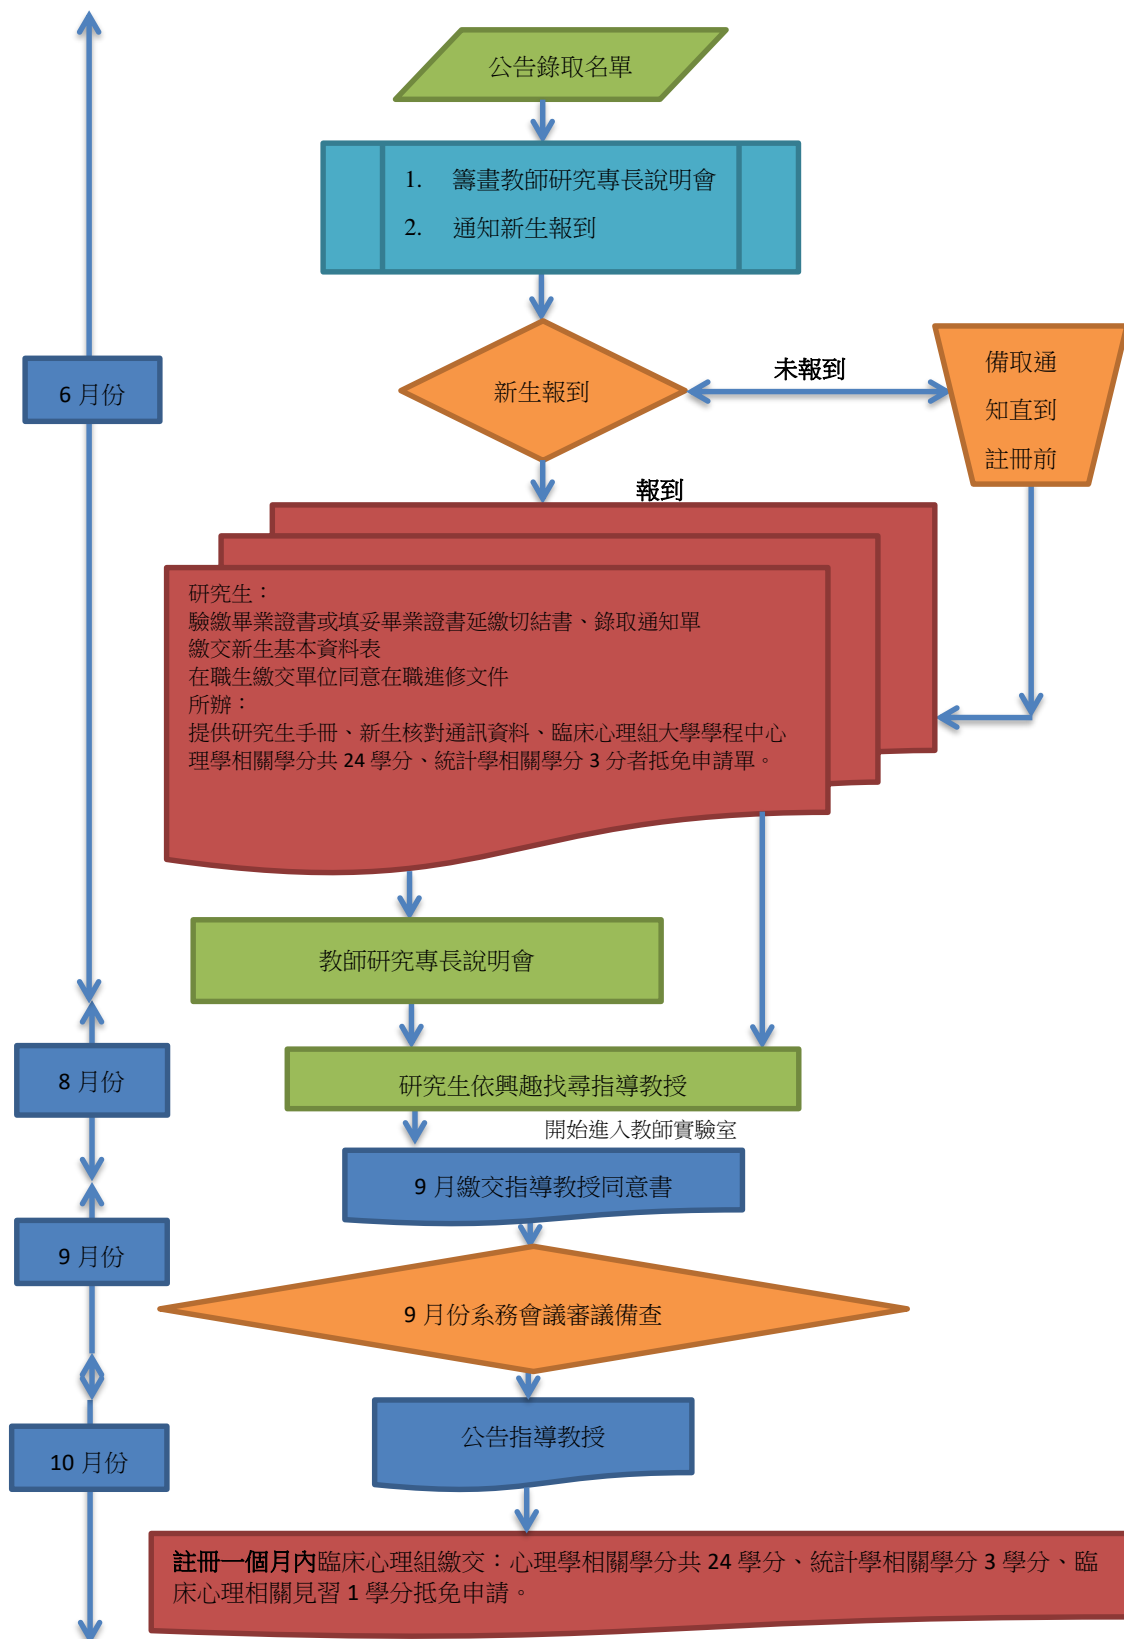 公告錄取名單
1. 籌畫教師研究專長說明會
2. 通知新生報到
6 月份
新生報到
未報到
備取通
知直到
註冊前
報到
研究生：
驗繳畢業證書或填妥畢業證書延繳切結書、錄取通知單
繳交新生基本資料表
在職生繳交單位同意在職進修文件
所辦：
提供研究生手冊、新生核對通訊資料、臨床心理組大學學程中心
理學相關學分共 24 學分、統計學相關學分 3 分者抵免申請單。
教師研究專長說明會
8 月份
研究生依興趣找尋指導教授
開始進入教師實驗室
9 月繳交指導教授同意書
9 月份
9 月份系務會議審議備查
公告指導教授
10 月份
註冊一個月內臨床心理組繳交：心理學相關學分共 24 學分、統計學相關學分 3 學分、臨
床心理相關見習 1 學分抵免申請。